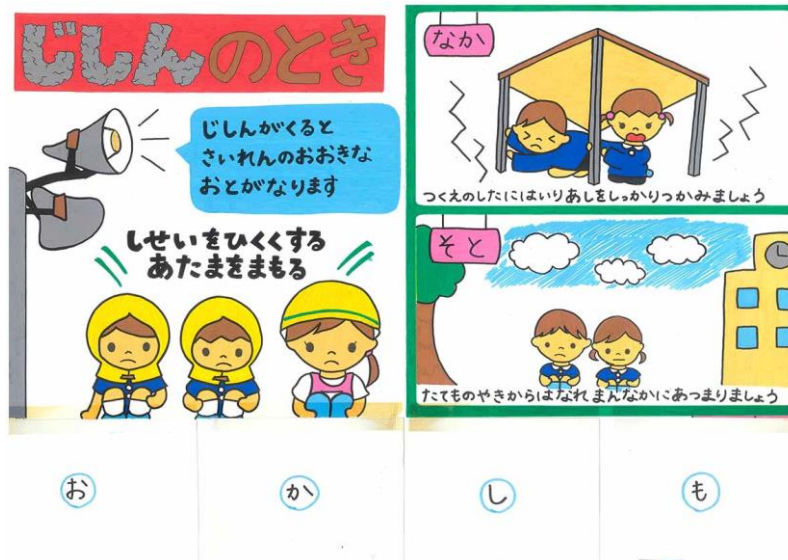 じしんのとき
じしんがくると
さいれんのおおきな
おとがなります
しせいをひくくする
あたまをまもる
なか
つくえのしたにはいりあしをしっかりつかみましょう
そと
たてものやきからはなれ まんなかにあつまりましょう
お
か
し
も